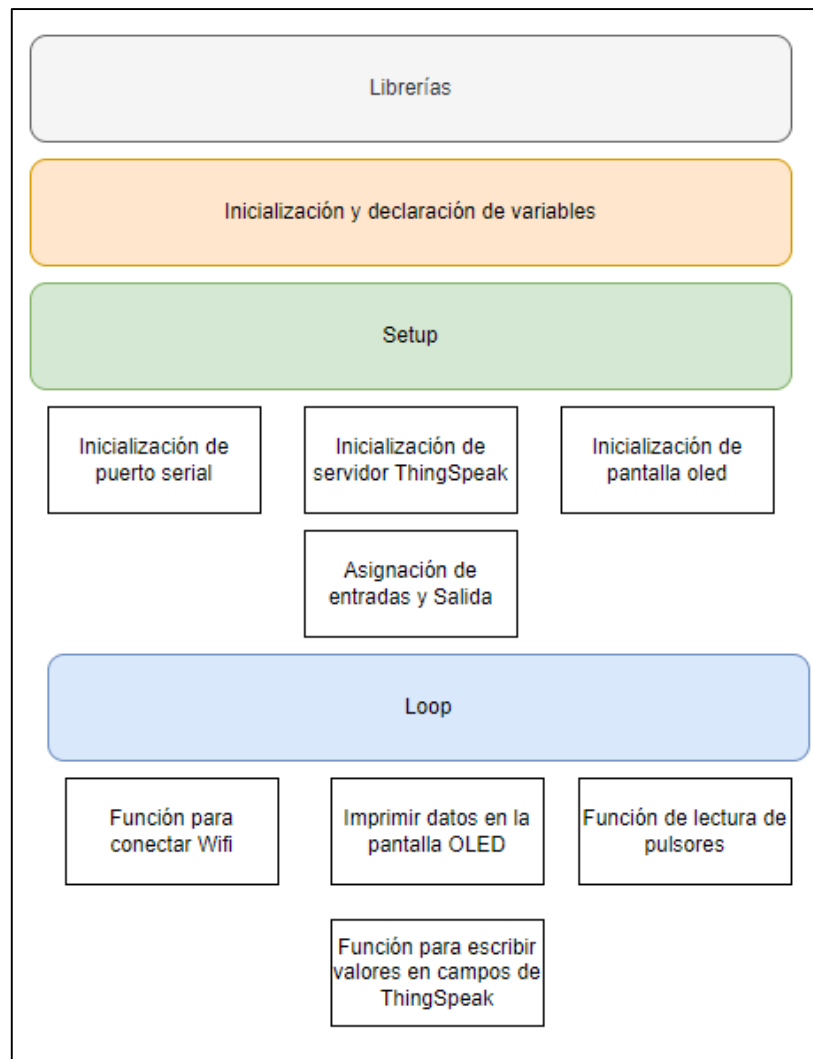 Librerías
Inicialización y declaración de variables
Setup
Inicialización de
puerto serial
Inicialización de
servidor ThingSpeak
Inicialización de
pantalla oled
Asignación de
entradas y Salida
Loop
Función para
conectar Wifi
Imprimir datos en la
pantalla OLED
Función de lectura de
pulsores
Función para escribir
valores en campos de
ThingSpeak